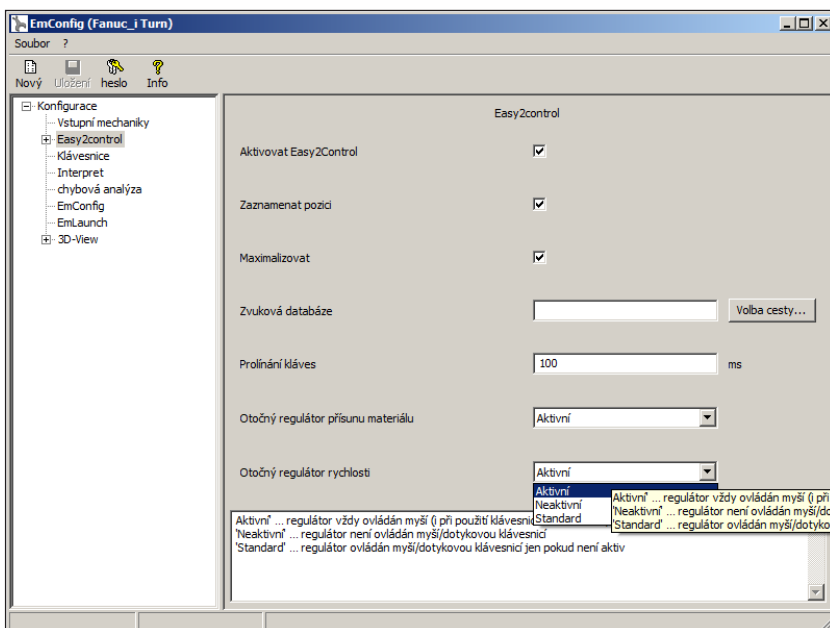 EmConfig (Fanuc_i Turn)
Soubor ?
Nový Uložení heslo Info
Konfigurace
Vstupní mechaniky
Easy2control
Klávesnice
Interpret
chybová analýza
EmConfig
EmLaunch
3D-View
Easy2control
Aktivovat Easy2Control
Zaznamenat pozici
Maximalizovat
Zvuková databáze
Volba cesty...
Prolínání kláves 100 ms
Otočný regulátor přísunu materiálu Aktivní
Otočný regulátor rychlosti Aktivní
Aktivní
Neaktivní
Standard
Aktivní' ... regulátor vždy ovládán myší (i při
'Neaktivní' ... regulátor není ovládán myší/do
'Standard' ... regulátor ovládán myší/dotyko
Aktivní' ... regulátor vždy ovládán myší (i při použití klávesni
'Neaktivní' ... regulátor není ovládán myší/dotykovou klávesnicí
'Standard' ... regulátor ovládán myší/dotykovou klávesnicí jen pokud není aktiv